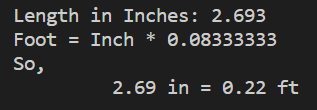 Length in Inches: 2.693
Foot = Inch * 0.08333333
So,
2.69 in = 0.22 ft